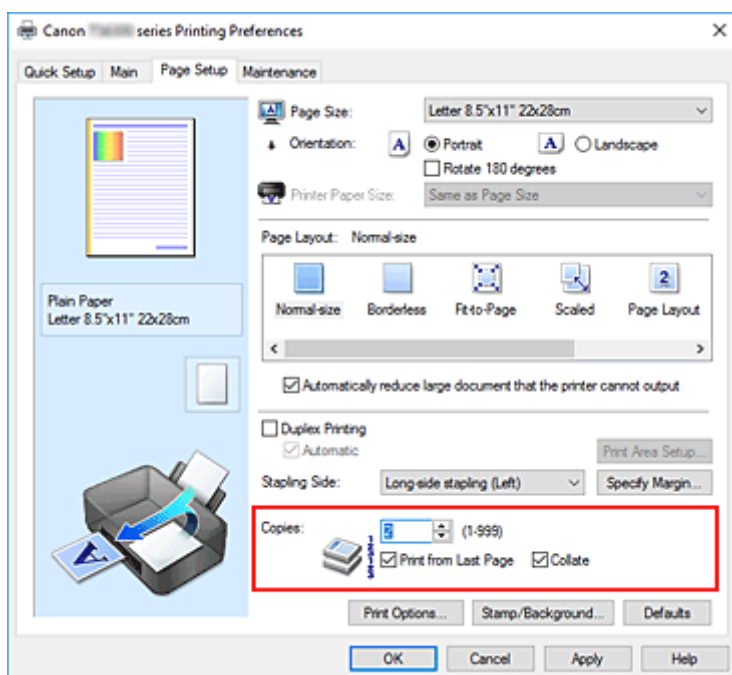 Canon series Printing Preferences
Quick Setup Main Page Setup Maintenance
Page Size: Letter 8.5"x11" 22x28cm
Orientation: A Portrait A Landscape
Rotate 180 degrees
Printer Paper Size: Same as Page Size
Page Layout: Normal-size
2
Normal-size Borderless Fit-to-Page Scaled Page Layout
Plain Paper
Letter 8.5"x11" 22x28cm
Automatically reduce large document that the printer cannot output
Duplex Printing
Automatic Print Area Setup...
Stapling Side: Long-side stapling (Left) Specify Margin...
Copies: 2 (1-999)
Print from Last Page Collate
A
Print Options... Stamp/Background... Defaults
OK Cancel Apply Help